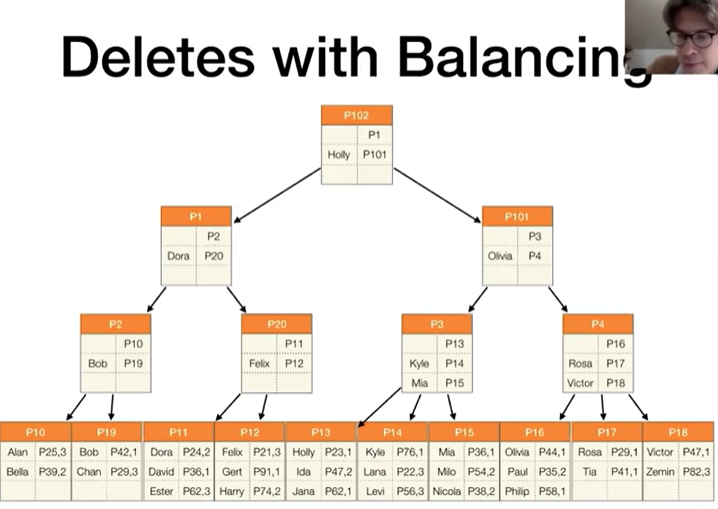 Deletes with Balancing
P102
P1
Holly P101
P1
P2
Dora P20
P101
P3
Olivia P4
P2
P10
Bob P19
P20
P11
Felix P12
P3
P13
Kyle P14
Mia P15
P4
P16
Rosa P17
Victor P18
P10
Alan P25,3
Bella P39,2
P19
Bob P42,1
Chan P29,3
P11
Dora P24,2
David P36,1
Ester P62,3
P12
Felix P21,3
Gert P91,1
Harry P74,2
P13
Holly P23,1
Ida P47,2
Jana P62,1
P14
Kyle P76,1
Lana P22,3
Levi P56,3
P15
Mia P36,1
Milo P54,2
Nicola P38,2
P16
Olivia P44,1
Paul P35,2
Philip P58,1
P17
Rosa P29,1
Tia P41,1
P18
Victor P47,1
Zemin P82,3